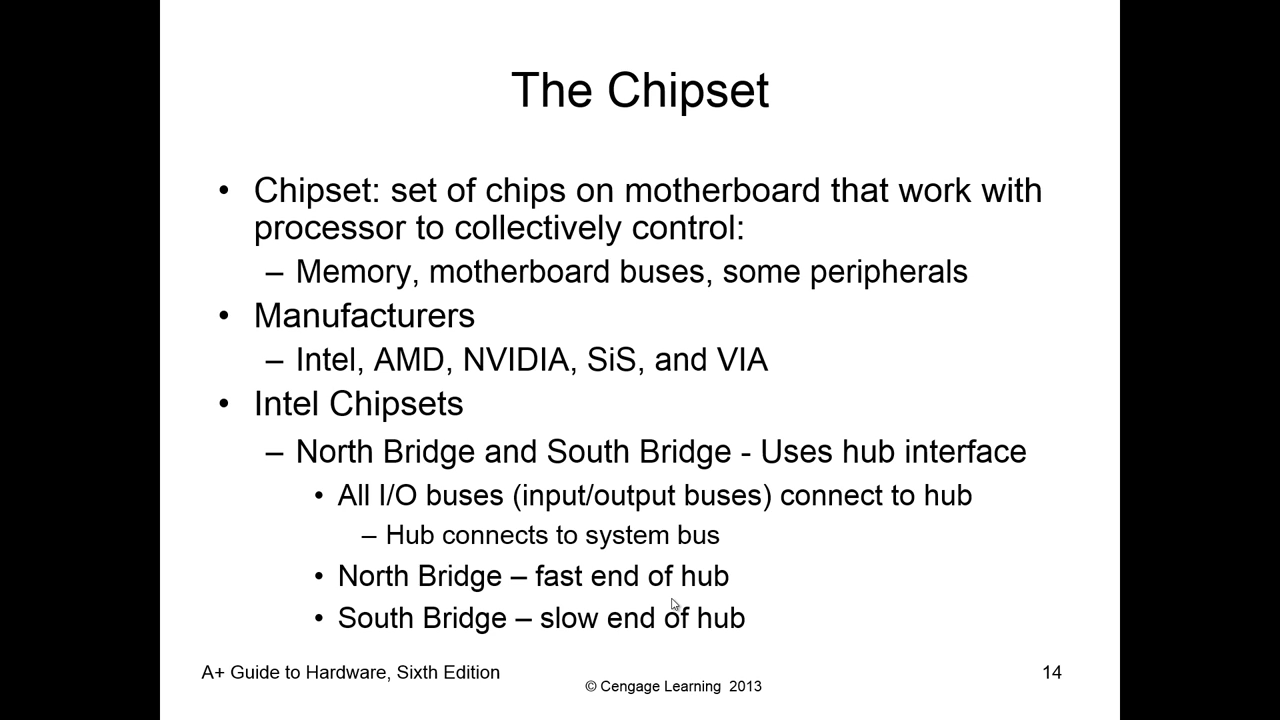 The Chipset
• Chipset: set of chips on motherboard that work with
processor to collectively control:
– Memory, motherboard buses, some peripherals
• Manufacturers
– Intel, AMD, NVIDIA, SiS, and VIA
• Intel Chipsets
– North Bridge and South Bridge - Uses hub interface
• All I/O buses (input/output buses) connect to hub
– Hub connects to system bus
• North Bridge – fast end of hub
• South Bridge – slow end of hub
A+ Guide to Hardware, Sixth Edition
© Cengage Learning 2013
14